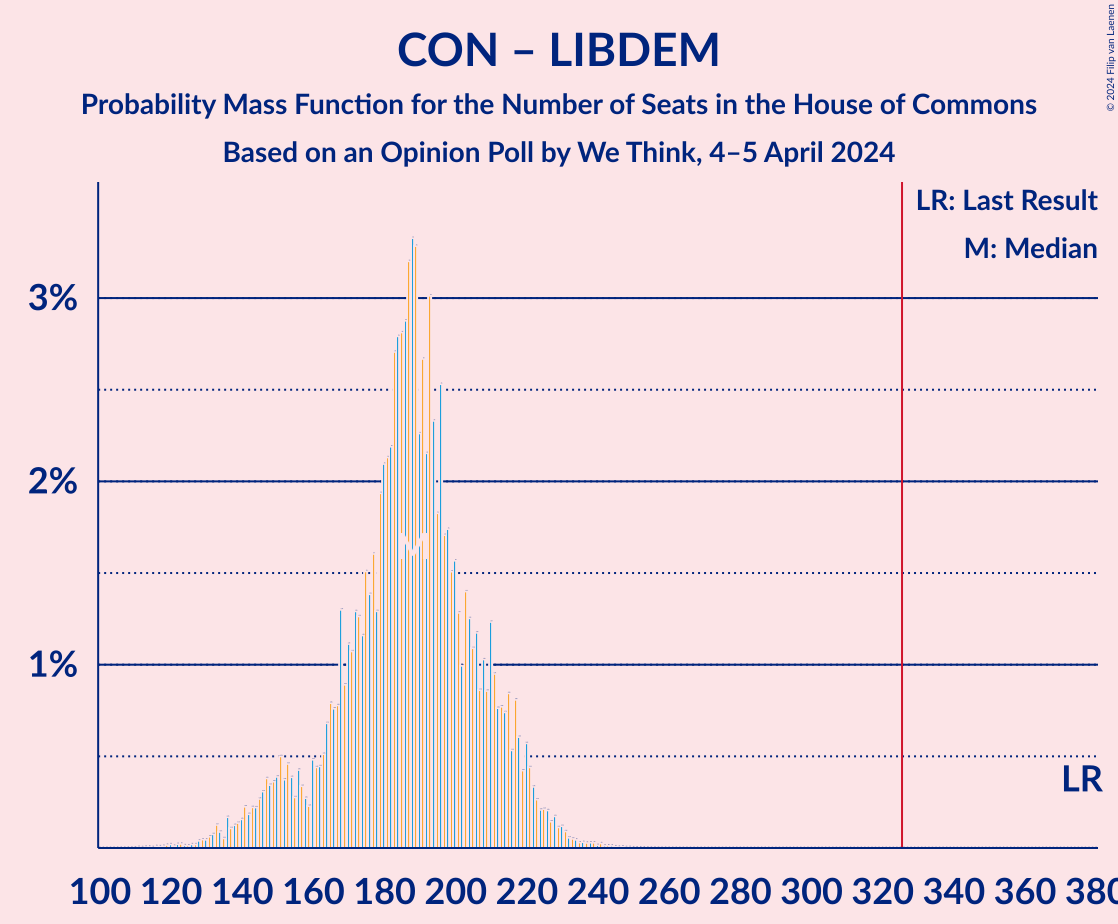 CON – LIBDEM
Probability Mass Function for the Number of Seats in the House of Commons
Based on an Opinion Poll by We Think, 4–5 April 2024
© 2024 Filip van Laenen
LR: Last Result
M: Median
3%
2%
1%
M
LR
100 120 140 160 180 200 220 240 260 280 300 320 340 360 380